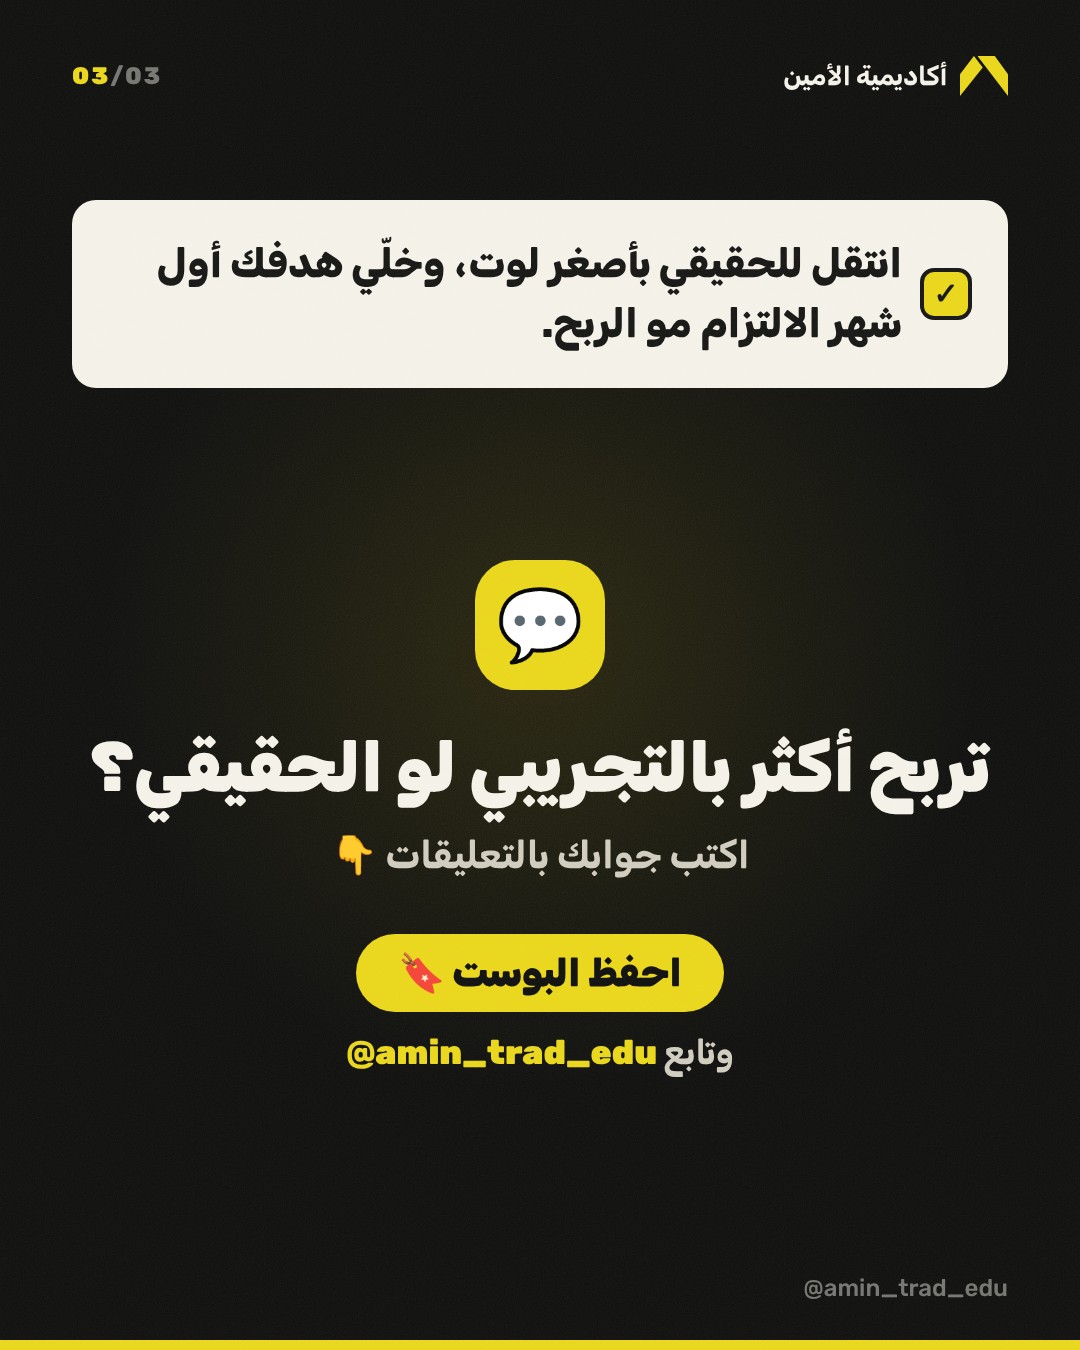 أكاديمية الأمين
03/03
انتقل للحقيقي بأصغر لوت، وخلّي هدفك أول
شهر الالتزام مو الربح.
تربح أكثر بالتجريبي لو الحقيقي؟
اكتب جوابك بالتعليقات 👇
احفظ البوست 🔖
وتابع @amin_trad_edu
@amin_trad_edu